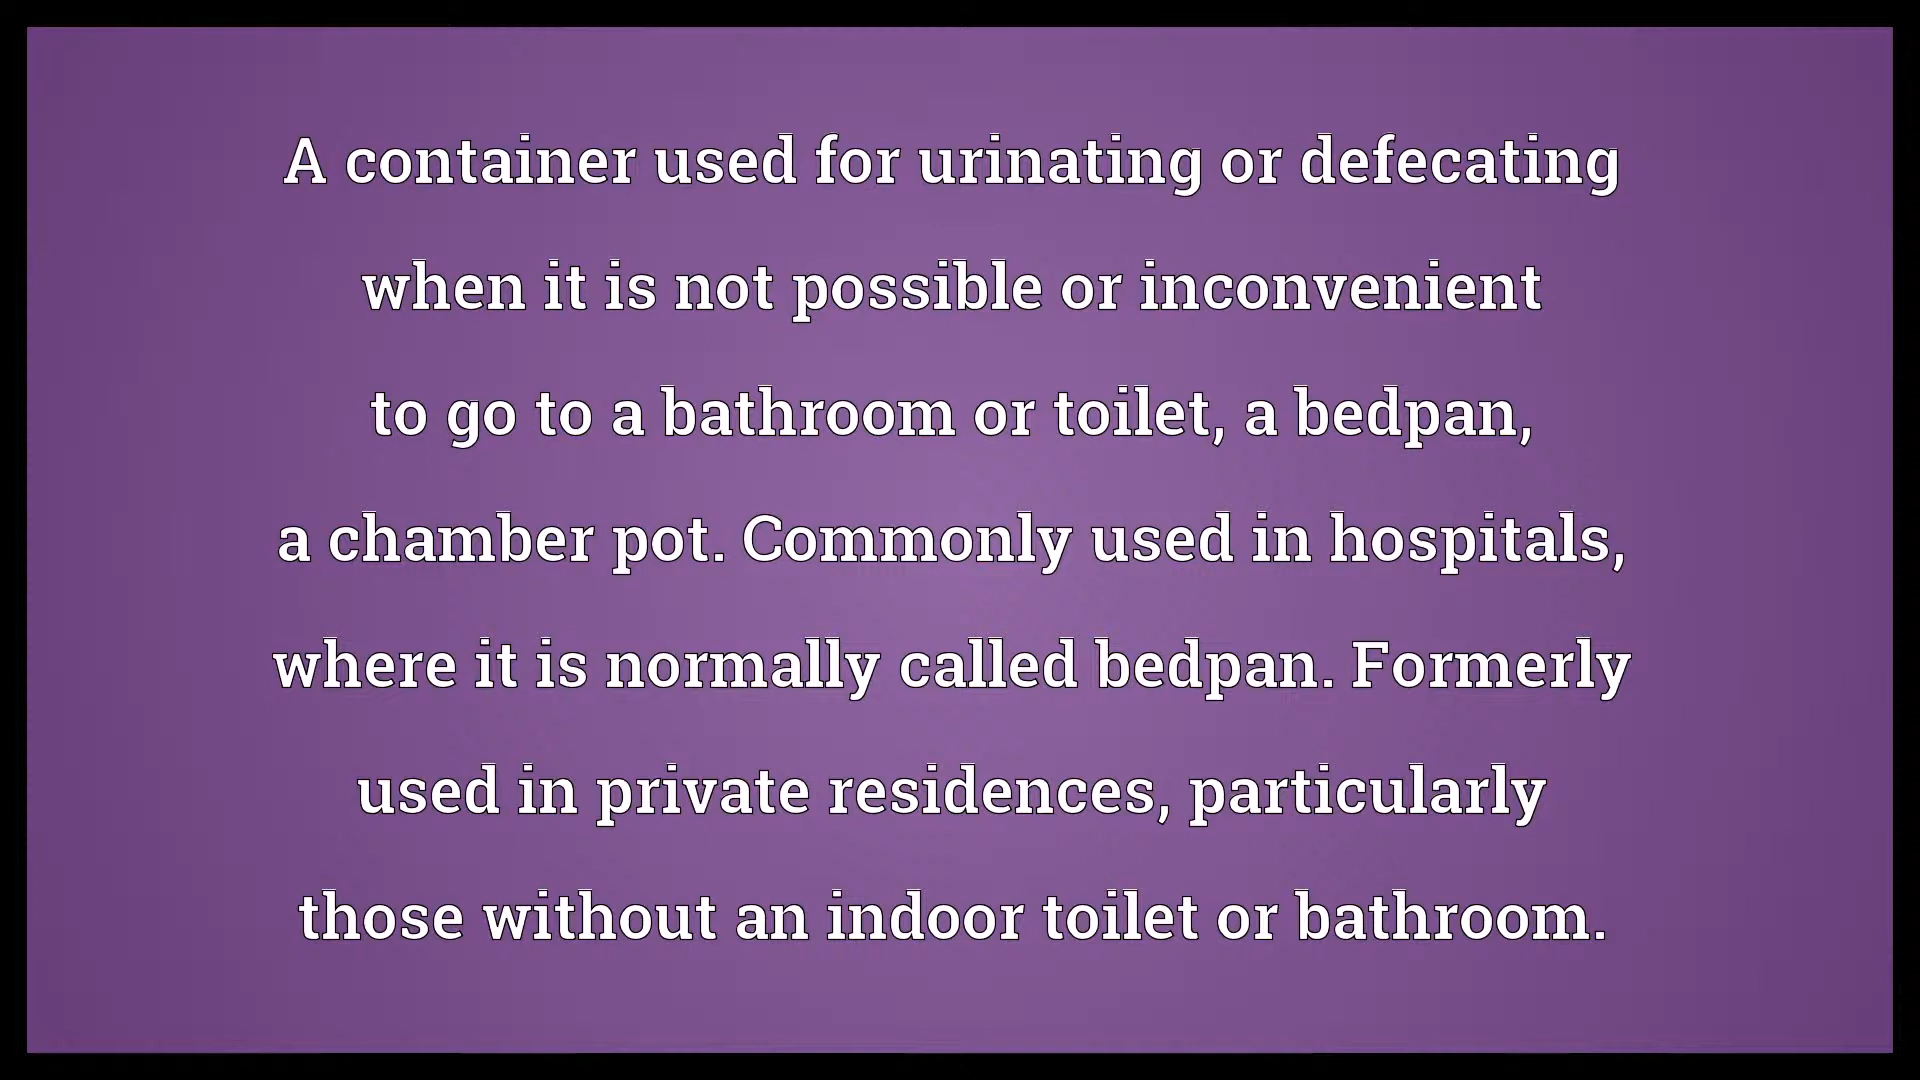 A container used for urinating or defecating
when it is not possible or inconvenient
to go to a bathroom or toilet, a bedpan,
a chamber pot. Commonly used in hospitals,
where it is normally called bedpan. Formerly
used in private residences, particularly
those without an indoor toilet or bathroom.